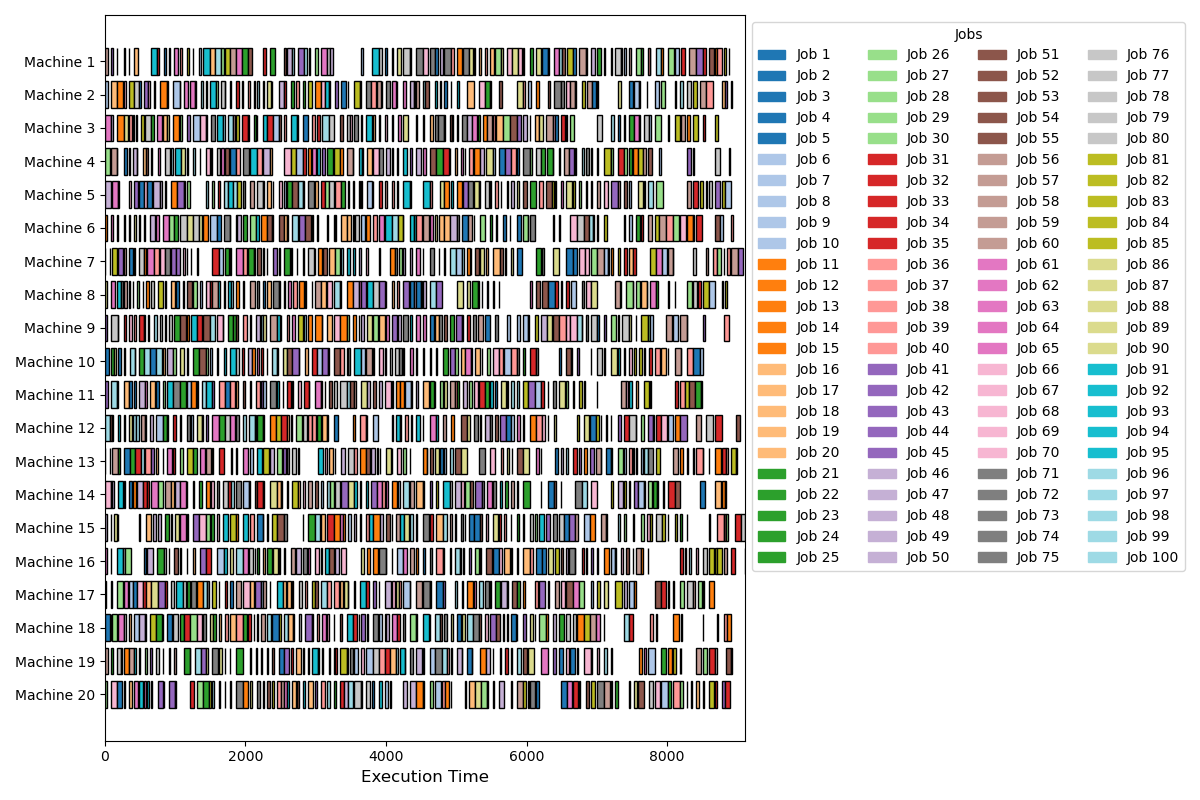 Machine 1
Machine 2
Machine 3
Machine 4
Machine 5
Machine 6
Machine 7
Machine 8
Machine 9
Machine 10
Machine 11
Machine 12
Machine 13
Machine 14
Machine 15
Machine 16
Machine 17
Machine 18
Machine 19
Machine 20
0 2000 4000 6000 8000
Execution Time
Jobs
Job 1 Job 26 Job 51 Job 76
Job 2 Job 27 Job 52 Job 77
Job 3 Job 28 Job 53 Job 78
Job 4 Job 29 Job 54 Job 79
Job 5 Job 30 Job 55 Job 80
Job 6 Job 31 Job 56 Job 81
Job 7 Job 32 Job 57 Job 82
Job 8 Job 33 Job 58 Job 83
Job 9 Job 34 Job 59 Job 84
Job 10 Job 35 Job 60 Job 85
Job 11 Job 36 Job 61 Job 86
Job 12 Job 37 Job 62 Job 87
Job 13 Job 38 Job 63 Job 88
Job 14 Job 39 Job 64 Job 89
Job 15 Job 40 Job 65 Job 90
Job 16 Job 41 Job 66 Job 91
Job 17 Job 42 Job 67 Job 92
Job 18 Job 43 Job 68 Job 93
Job 19 Job 44 Job 69 Job 94
Job 20 Job 45 Job 70 Job 95
Job 21 Job 46 Job 71 Job 96
Job 22 Job 47 Job 72 Job 97
Job 23 Job 48 Job 73 Job 98
Job 24 Job 49 Job 74 Job 99
Job 25 Job 50 Job 75 Job 100